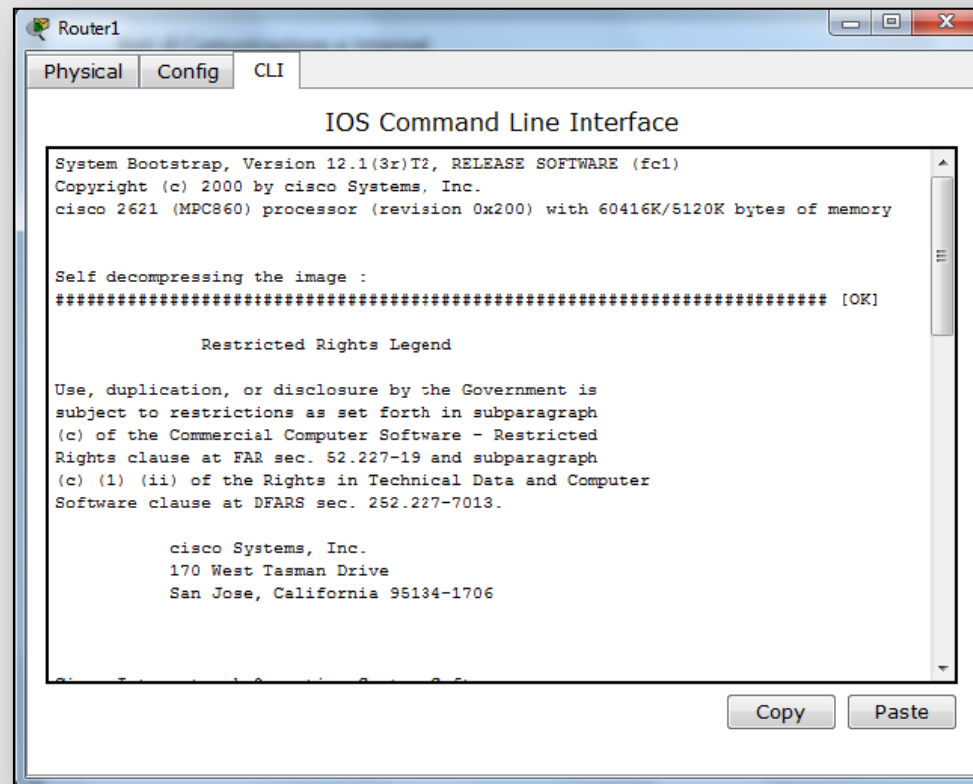 Router1
Physical
Config
CLI
IOS Command Line Interface
System Bootstrap, Version 12.1(3r)T2, RELEASE SOFTWARE (fc1)
Copyright (c) 2000 by cisco Systems, Inc.
cisco 2621 (MPC860) processor (revision 0x200) with 60416K/5120K bytes of memory
Self decompressing the image :
########################################################################## [OK]
Restricted Rights Legend
Use, duplication, or disclosure by the Government is
subject to restrictions as set forth in subparagraph
(c) of the Commercial Computer Software - Restricted
Rights clause at FAR sec. 52.227-19 and subparagraph
(c) (1) (ii) of the Rights in Technical Data and Computer
Software clause at DFARS sec. 252.227-7013.
cisco Systems, Inc.
170 West Tasman Drive
San Jose, California 95134-1706
Copy
Paste